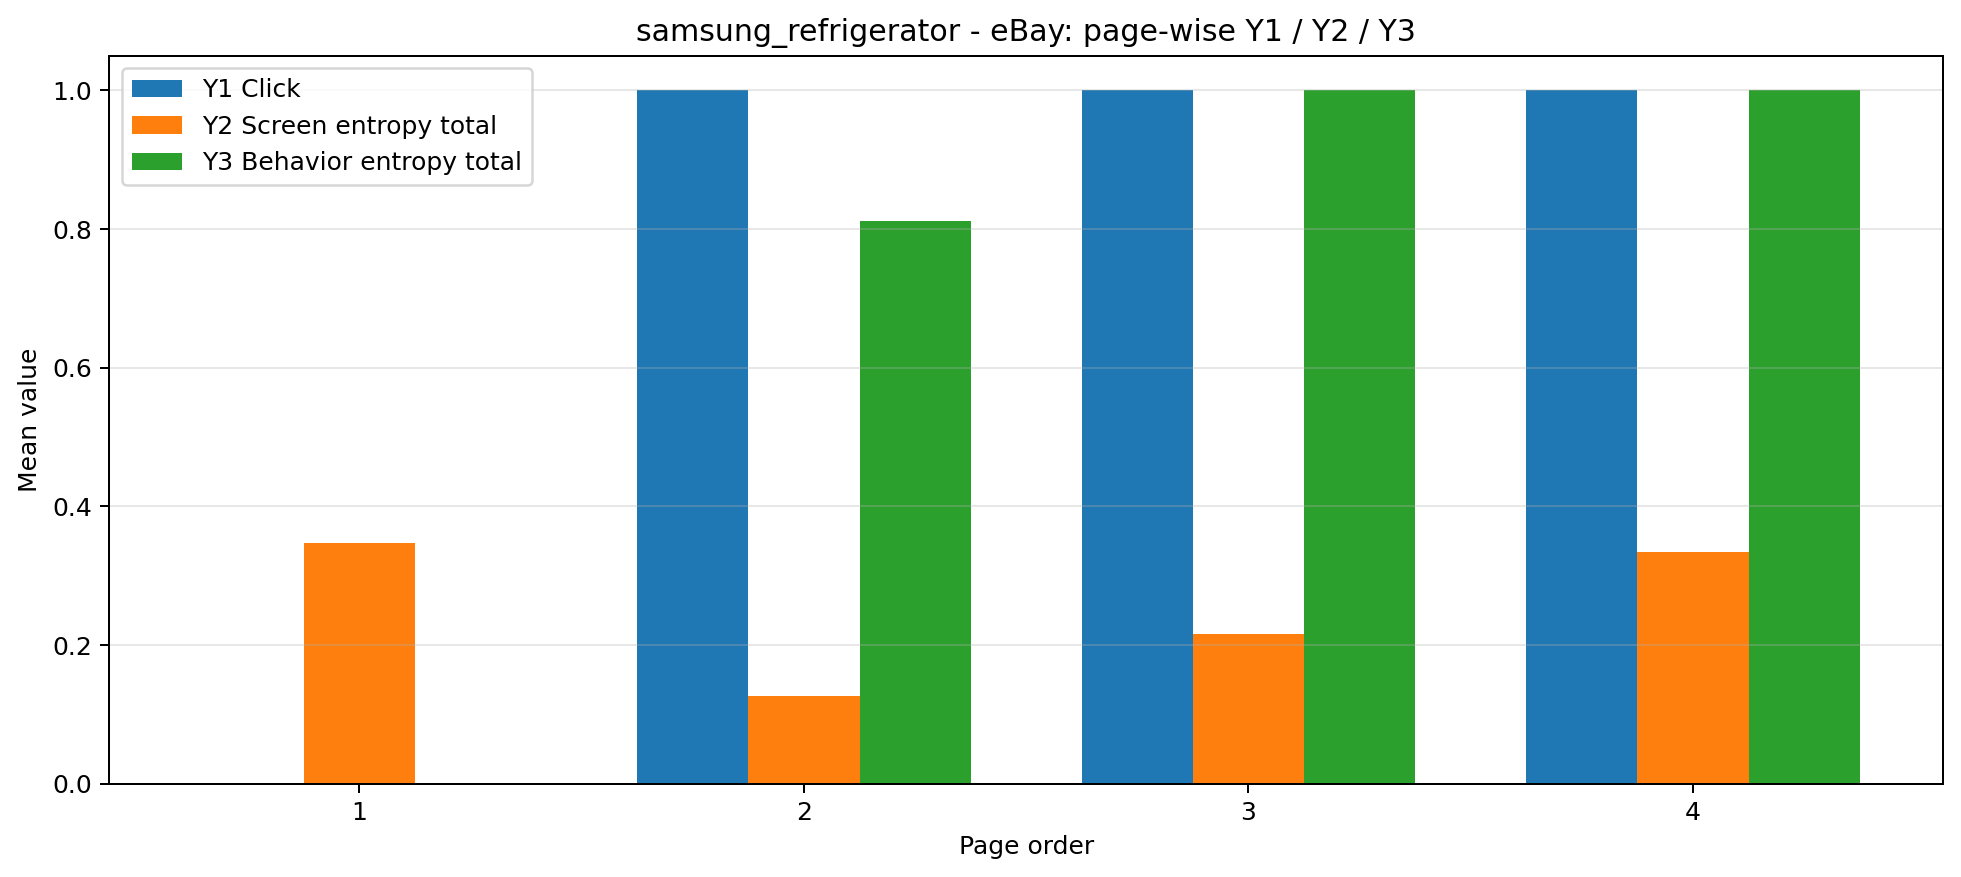 samsung_refrigerator - eBay: page-wise Y1 / Y2 / Y3
Y1 Click
Y2 Screen entropy total
Y3 Behavior entropy total
Mean value
1.0
0.8
0.6
0.4
0.2
0.0
1 2 3 4
Page order